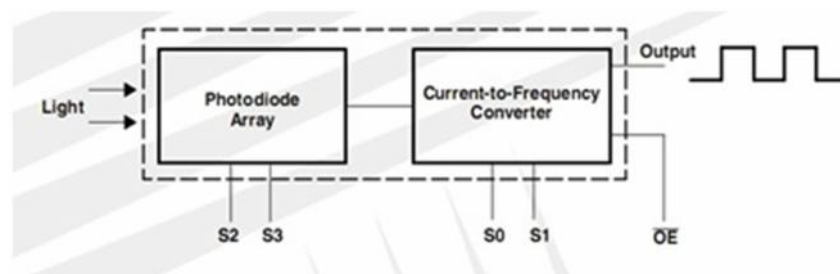 Light
Photodiode
Array
Current-to-Frequency
Converter
Output
S2 S3
S0 S1
OE